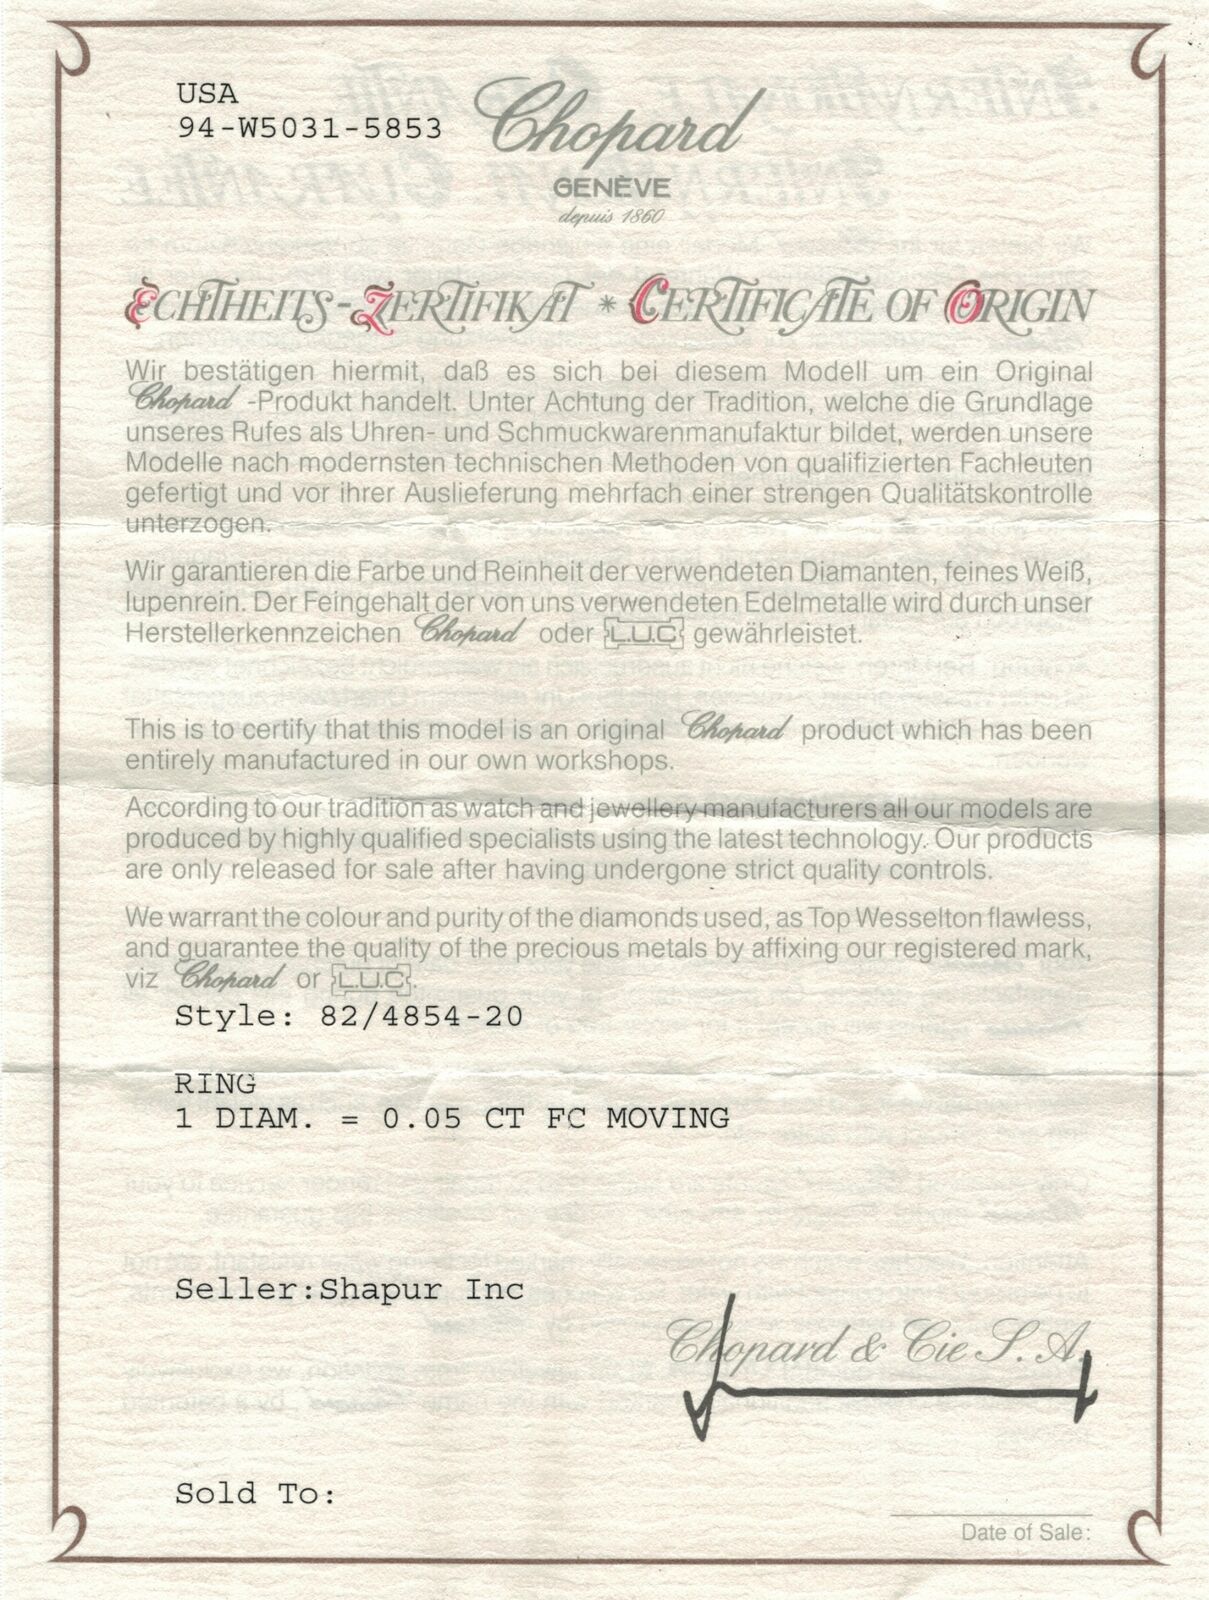 USA
94-W5031-5853
Chopard
GENÈVE
depuis 1860
ECHTHEITS-ZERTIFIKAT * CERTIFICATE OF ORIGIN
Wir bestätigen hiermit, daß es sich bei diesem Modell um ein Original
Chopard -Produkt handelt. Unter Achtung der Tradition, welche die Grundlage
unseres Rufes als Uhren- und Schmuckwarenmanufaktur bildet, werden unsere
Modelle nach modernsten technischen Methoden von qualifizierten Fachleuten
gefertigt und vor ihrer Auslieferung mehrfach einer strengen Qualitätskontrolle
unterzogen.
Wir garantieren die Farbe und Reinheit der verwendeten Diamanten, feines Weiß,
lupenrein. Der Feingehalt der von uns verwendeten Edelmetalle wird durch unser
Herstellerkennzeichen Chopard oder L.U.C gewährleistet.
This is to certify that this model is an original Chopard product which has been
entirely manufactured in our own workshops.
According to our tradition as watch and jewellery manufacturers all our models are
produced by highly qualified specialists using the latest technology. Our products
are only released for sale after having undergone strict quality controls.
We warrant the colour and purity of the diamonds used, as Top Wesselton flawless,
and guarantee the quality of the precious metals by affixing our registered mark,
viz Chopard or L.U.C.
Style: 82/4854-20
RING
1 DIAM. = 0.05 CT FC MOVING
Seller:Shapur Inc
Chopard & Cie S.A.
Sold To:
Date of Sale: